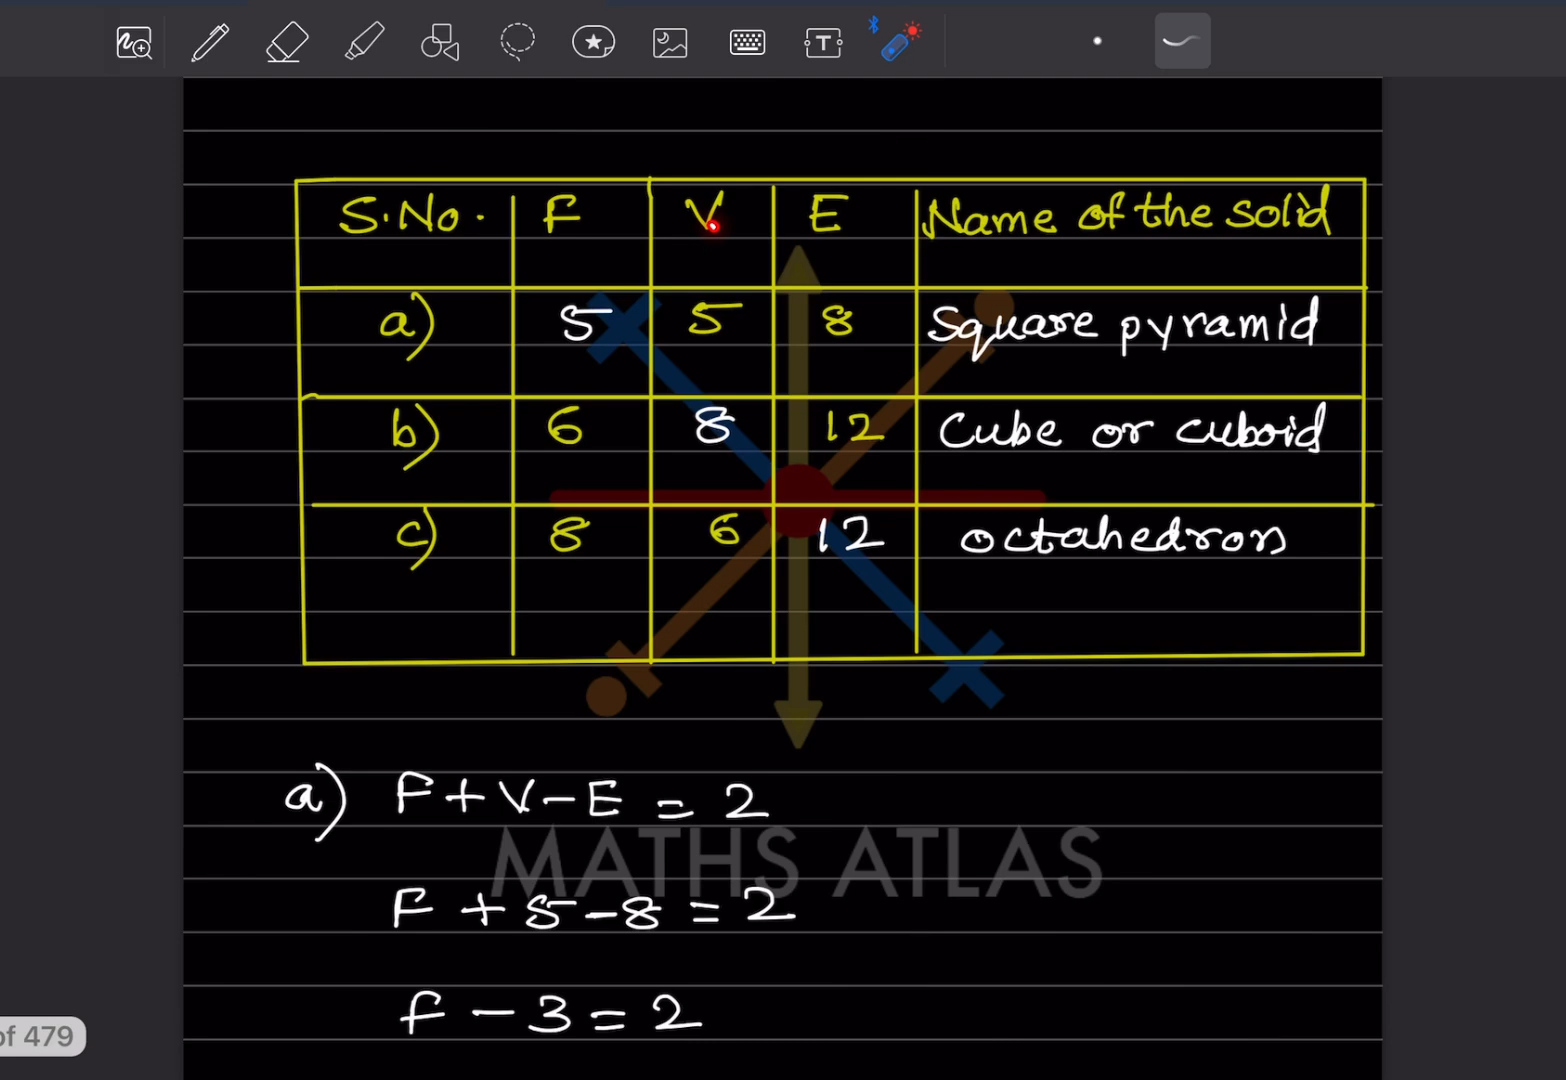 S.No. F V E Name of the solid
a) 5 5 8 Square pyramid
b) 6 8 12 Cube or cuboid
c) 8 6 12 octahedron
a) F + V - E = 2
MATHS ATLAS
F + 5 - 8 = 2
f - 3 = 2
of 479